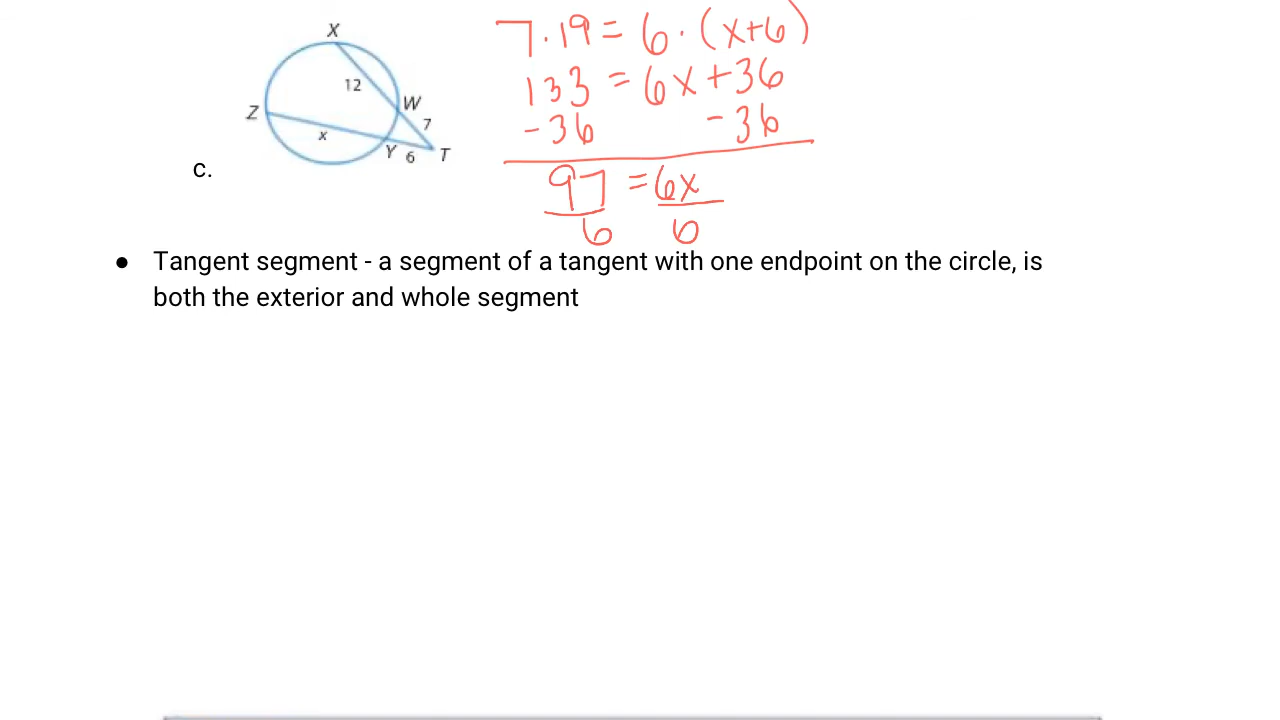 7·19 = 6·(x+6)
X
133 = 6x+36
12
W
Z
7
-36 -36
x
Y 6 T
c.
97 = 6x
6 6
● Tangent segment - a segment of a tangent with one endpoint on the circle, is
both the exterior and whole segment